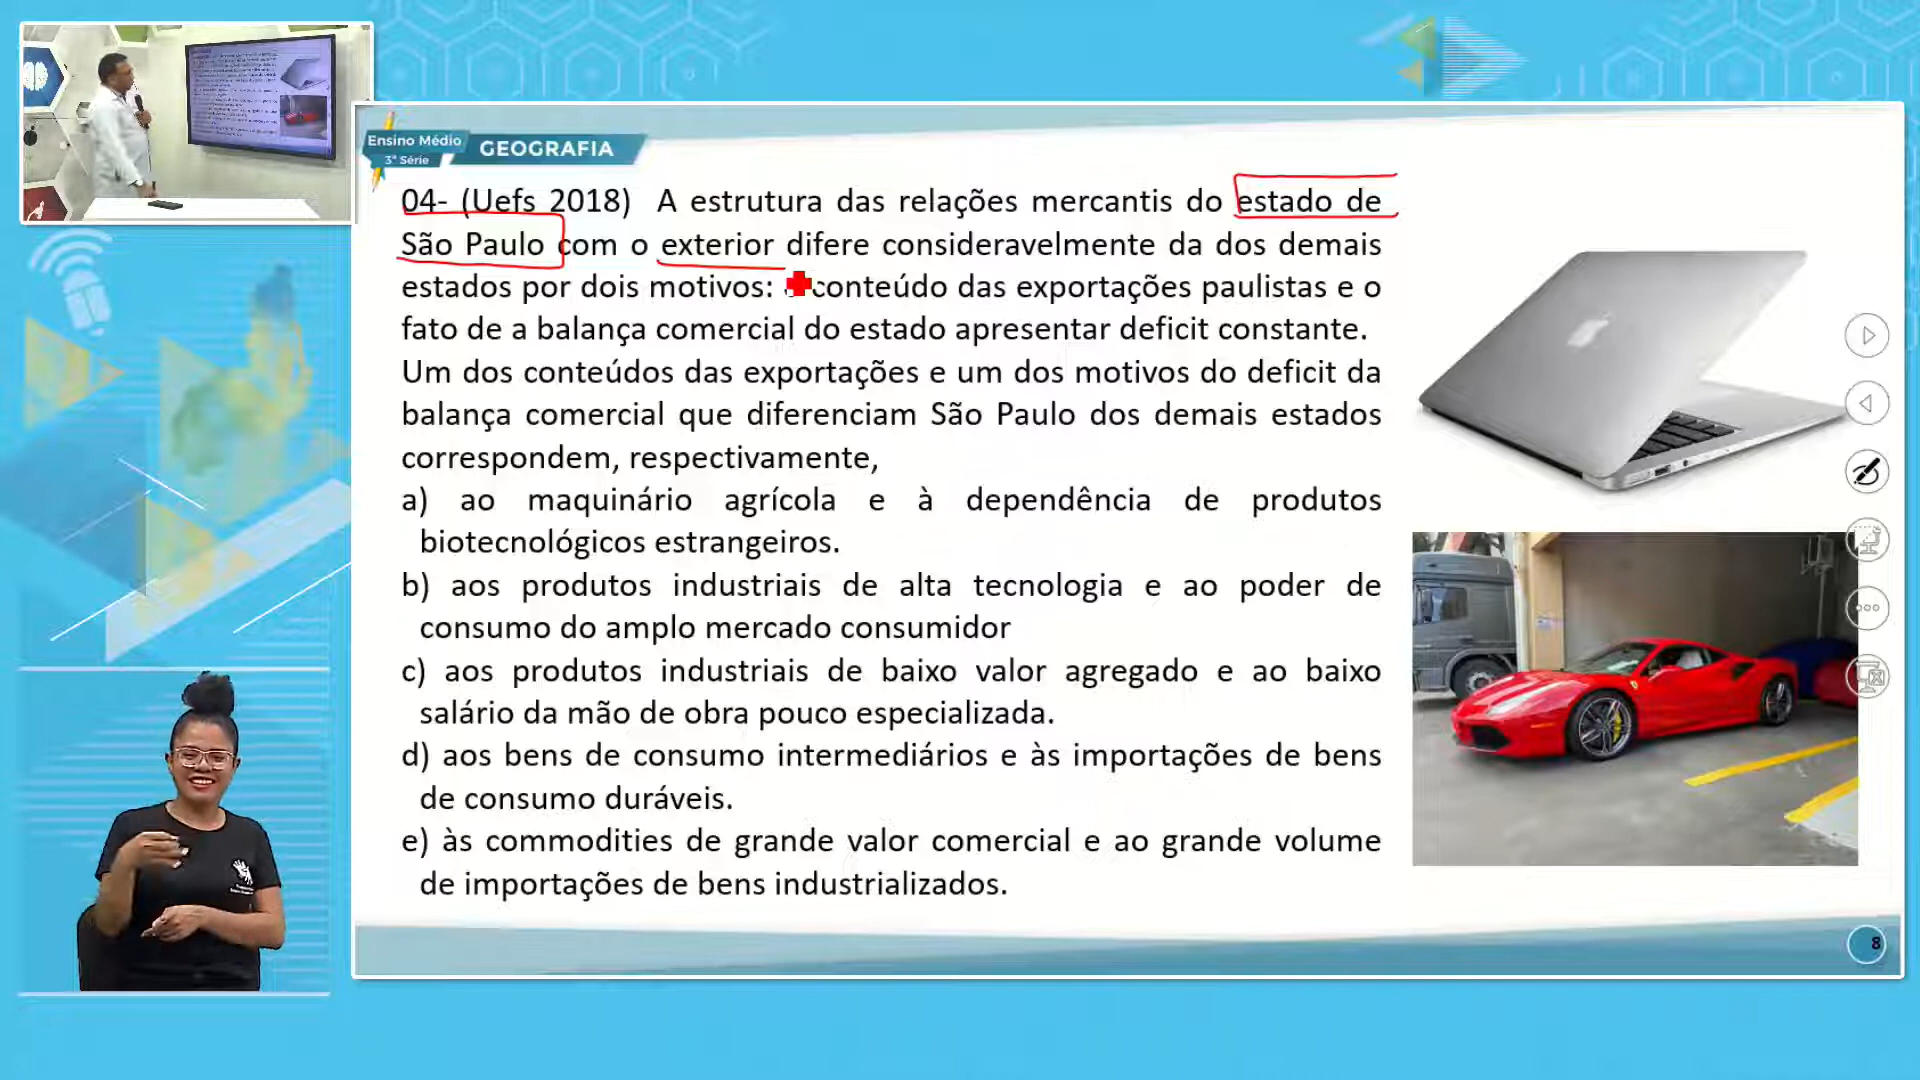 Ensino Médio
3ª Série
GEOGRAFIA
04- (Uefs 2018) A estrutura das relações mercantis do estado de
São Paulo com o exterior difere consideravelmente da dos demais
estados por dois motivos: conteúdo das exportações paulistas e o
fato de a balança comercial do estado apresentar deficit constante.
Um dos conteúdos das exportações e um dos motivos do deficit da
balança comercial que diferenciam São Paulo dos demais estados
correspondem, respectivamente,
a) ao maquinário agrícola e à dependência de produtos
biotecnológicos estrangeiros.
b) aos produtos industriais de alta tecnologia e ao poder de
consumo do amplo mercado consumidor
c) aos produtos industriais de baixo valor agregado e ao baixo
salário da mão de obra pouco especializada.
d) aos bens de consumo intermediários e às importações de bens
de consumo duráveis.
e) às commodities de grande valor comercial e ao grande volume
de importações de bens industrializados.
8